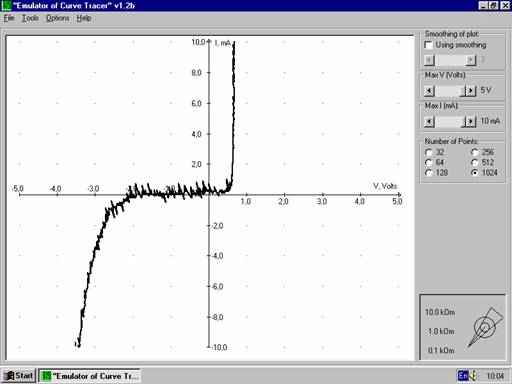 "Emulator of Curve Tracer" v1.2b
File Tools Options Help
10,0 I, mA
8,0
6,0
4,0
2,0
-5,0 -4,0 -3,0 -2,0 -1,0 1,0 2,0 3,0 4,0 5,0
V, Volts
-2,0
-4,0
-6,0
-8,0
-10,0
Smoothing of plot:
Using smoothing
3
Max V (Volts):
5 V
Max I (mA):
10 mA
Number of Points:
32 256
64 512
128 1024
10.0 kOm
1.0 kOm
0.1 kOm
Start "Emulator of Curve Tr... En 10:04